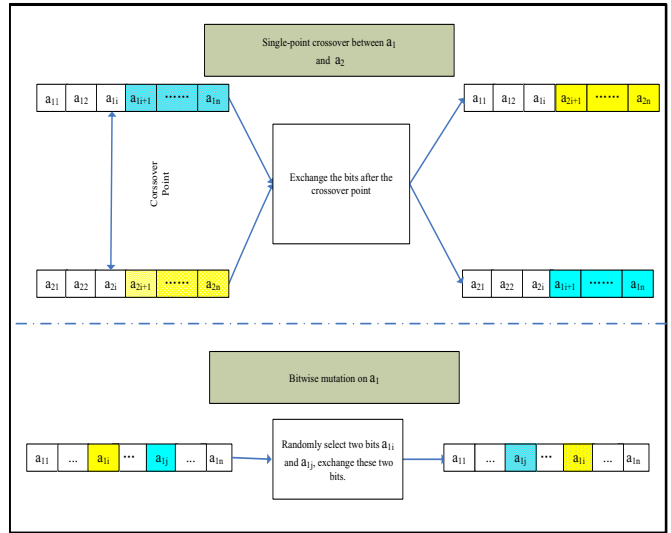 Single-point crossover between a₁
and a₂
a₁₁ a₁₂ a₁ᵢ a₁ᵢ₊₁ ...... a₁ₙ
a₁₁ a₁₂ a₁ᵢ a₂ᵢ₊₁ ...... a₂ₙ
Corssover
Point
Exchange the bits after the
crossover point
a₂₁ a₂₂ a₂ᵢ a₂ᵢ₊₁ ...... a₂ₙ
a₂₁ a₂₂ a₂ᵢ a₁ᵢ₊₁ ...... a₁ₙ
Bitwise mutation on a₁
a₁₁ ... a₁ᵢ ... a₁ⱼ ... a₁ₙ
Randomly select two bits a₁ᵢ
and a₁ⱼ, exchange these two
bits.
a₁₁ ... a₁ⱼ ... a₁ᵢ ... a₁ₙ